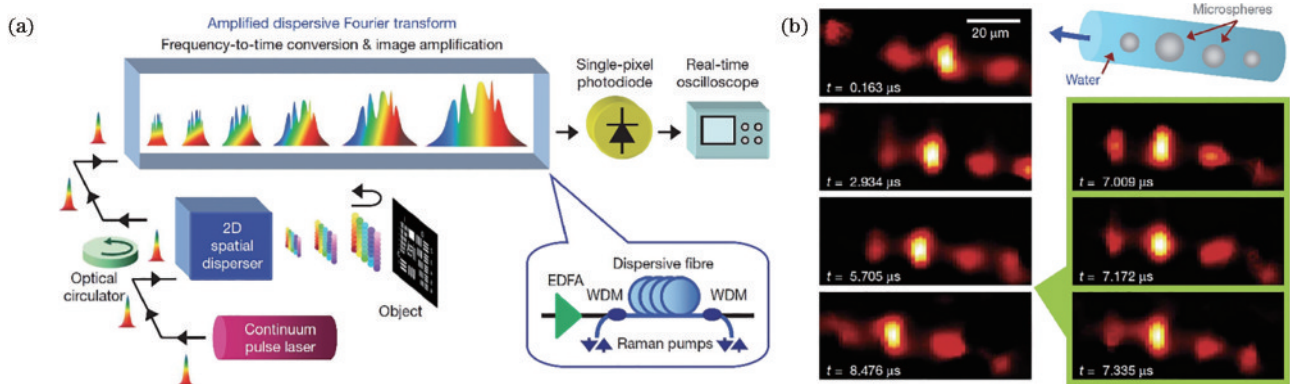 (a)
Amplified dispersive Fourier transform
Frequency-to-time conversion & image amplification
Single-pixel
photodiode
Real-time
oscilloscope
2D
spatial
disperser
Optical
circulator
Object
Continuum
pulse laser
EDFA
Dispersive fibre
WDM
WDM
Raman pumps
(b)
20 μm
t = 0.163 μs
Microspheres
Water
t = 2.934 μs
t = 7.009 μs
t = 5.705 μs
t = 7.172 μs
t = 8.476 μs
t = 7.335 μs